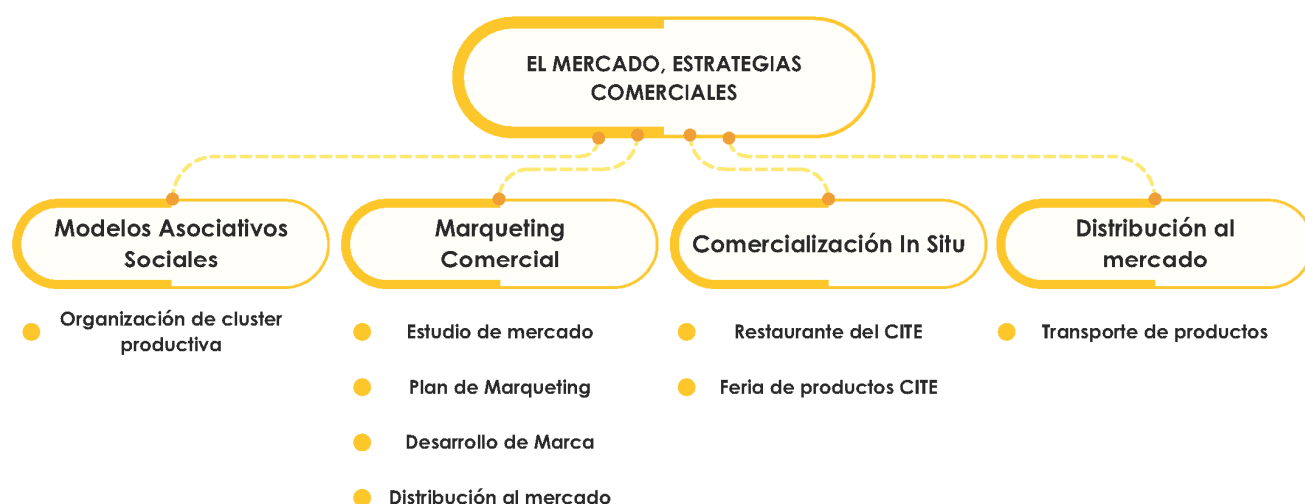 EL MERCADO, ESTRATEGIAS
COMERCIALES
Modelos Asociativos
Sociales
Organización de cluster
productiva
Marqueting
Comercial
Estudio de mercado
Plan de Marqueting
Desarrollo de Marca
Distribución al mercado
Comercialización In Situ
Restaurante del CITE
Feria de productos CITE
Distribución al
mercado
Transporte de productos